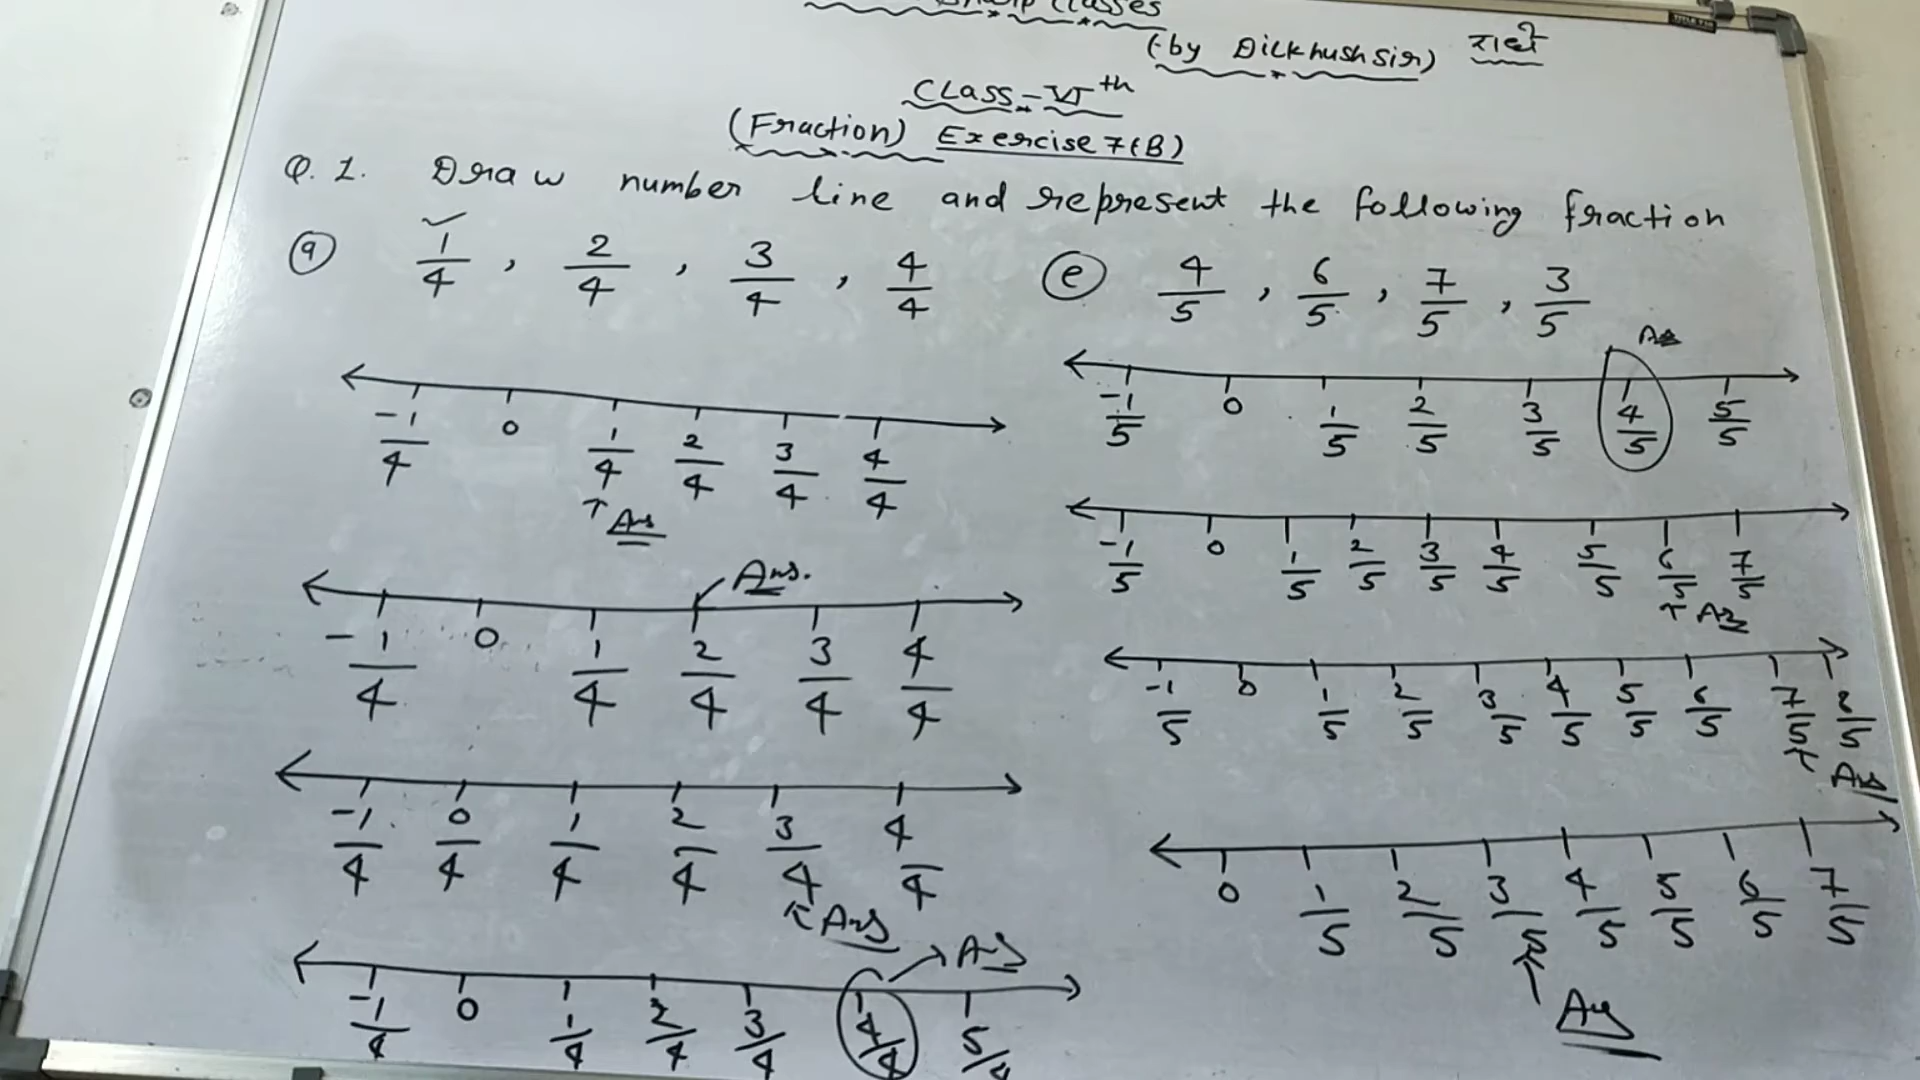 Classes
(-by Dilkhush sir)
CLASS-VIth
(Fraction) Exercise 7(B)
Q.1. Draw number line and represent the following fraction
(a) 1/4, 2/4, 3/4, 4/4
-1/4 0 1/4 2/4 3/4 4/4
Ans
Ans.
-1/4 0 1/4 2/4 3/4 4/4
-1/4 0/4 1/4 2/4 3/4 4/4
Ans
Ans
-1/4 0 1/4 2/4 3/4 4/4 5/4
(e) 4/5, 6/5, 7/5, 3/5
-1/5 0 1/5 2/5 3/5 4/5 5/5
-1/5 0 1/5 2/5 3/5 4/5 5/5 6/5 7/5
-1/5 0 1/5 2/5 3/5 4/5 5/5 6/5 7/5 8/5
0 1/5 2/5 3/5 4/5 5/5 6/5 7/5
Ans